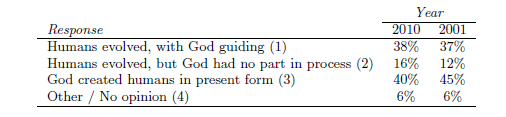 Year
Response 2010 2001
Humans evolved, with God guiding (1) 38% 37%
Humans evolved, but God had no part in process (2) 16% 12%
God created humans in present form (3) 40% 45%
Other / No opinion (4) 6% 6%